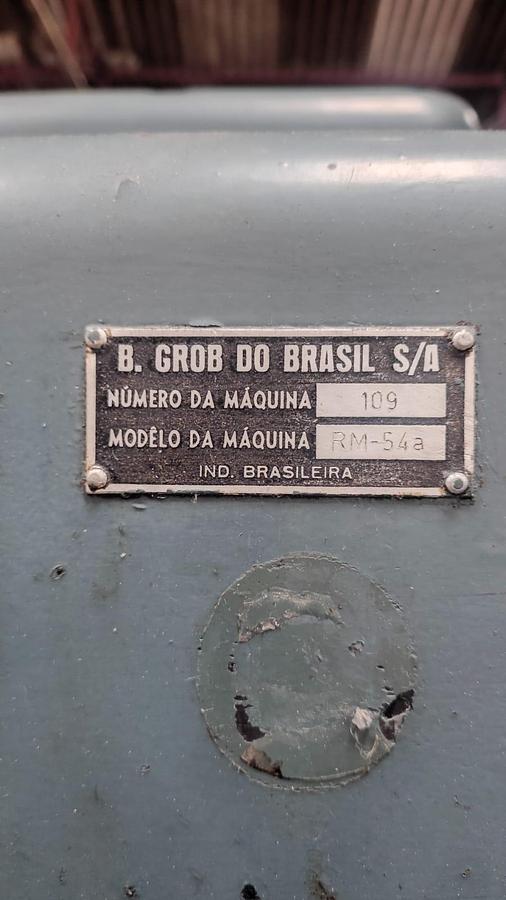 B. GROB DO BRASIL S/A
NÚMERO DA MÁQUINA 109
MODÊLO DA MÁQUINA RM-54a
IND. BRASILEIRA